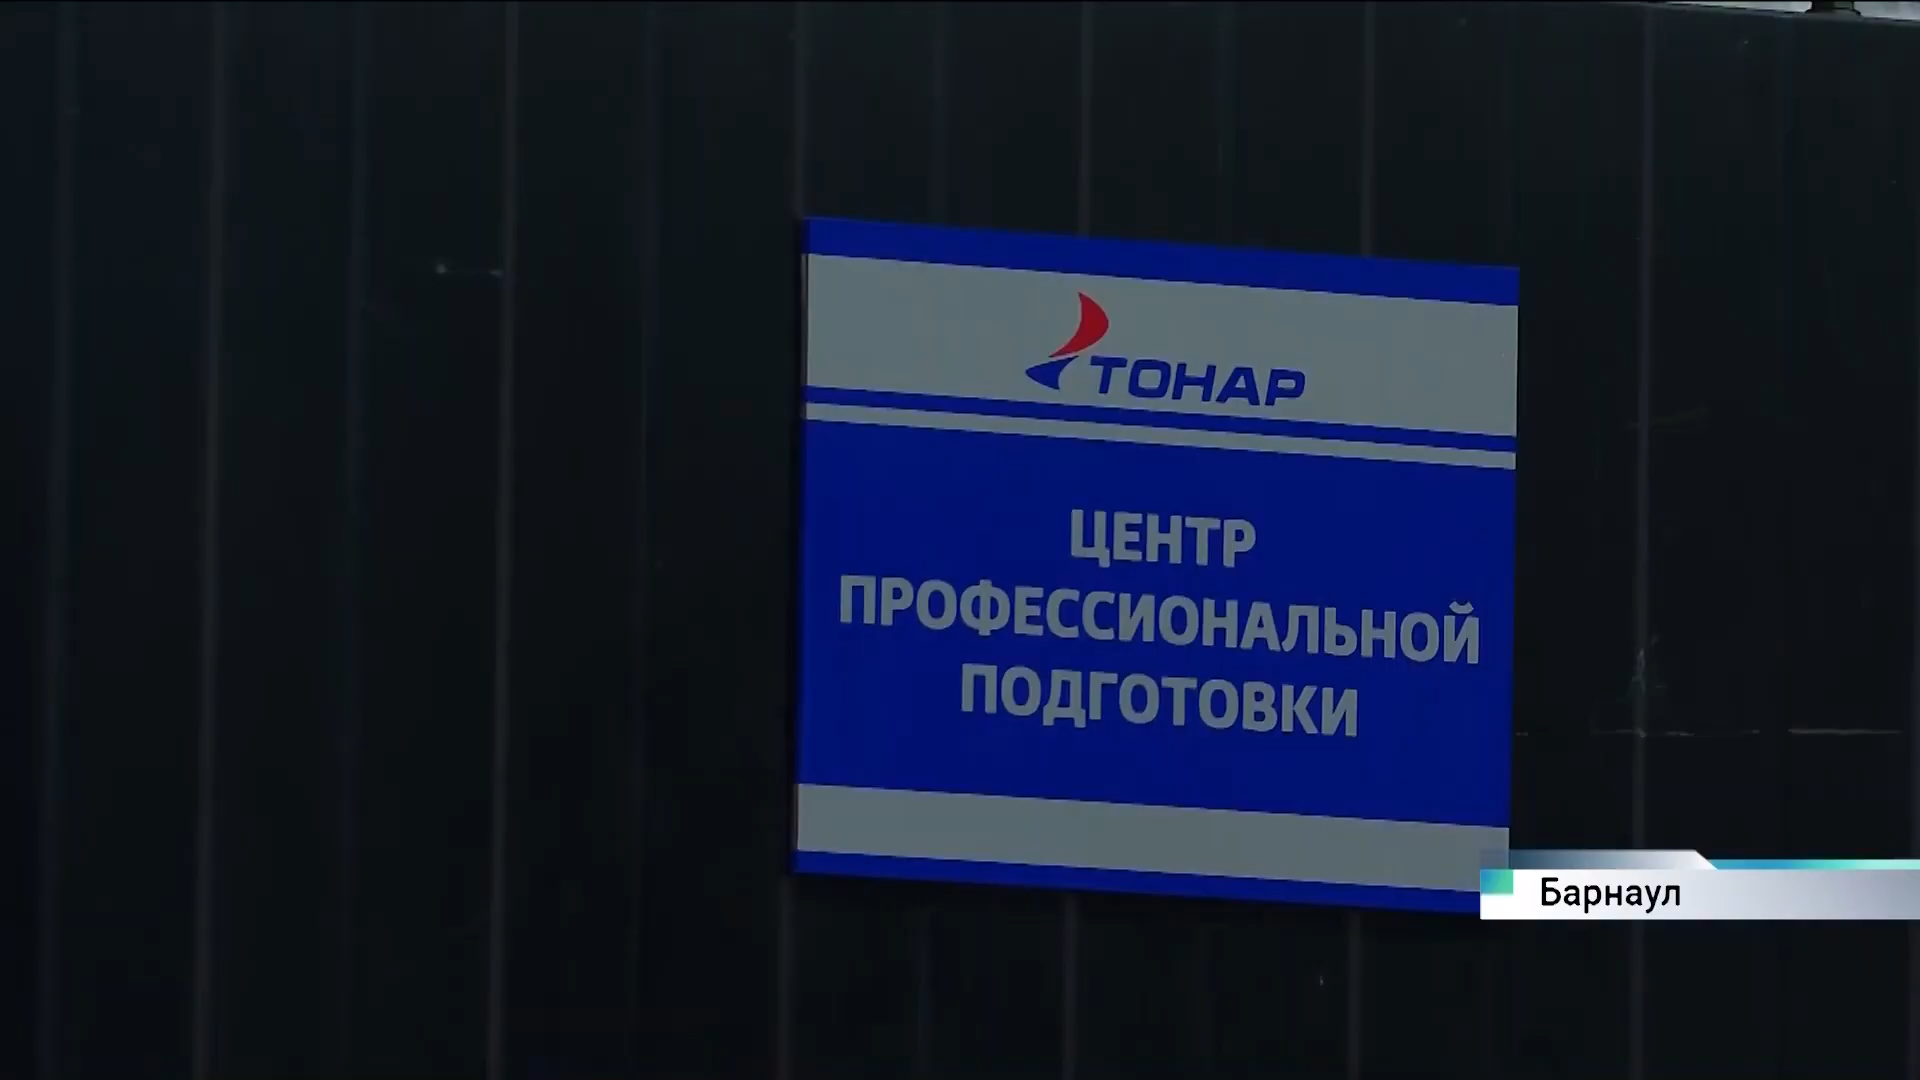 ТОНАР
ЦЕНТР
ПРОФЕССИОНАЛЬНОЙ
ПОДГОТОВКИ
Барнаул